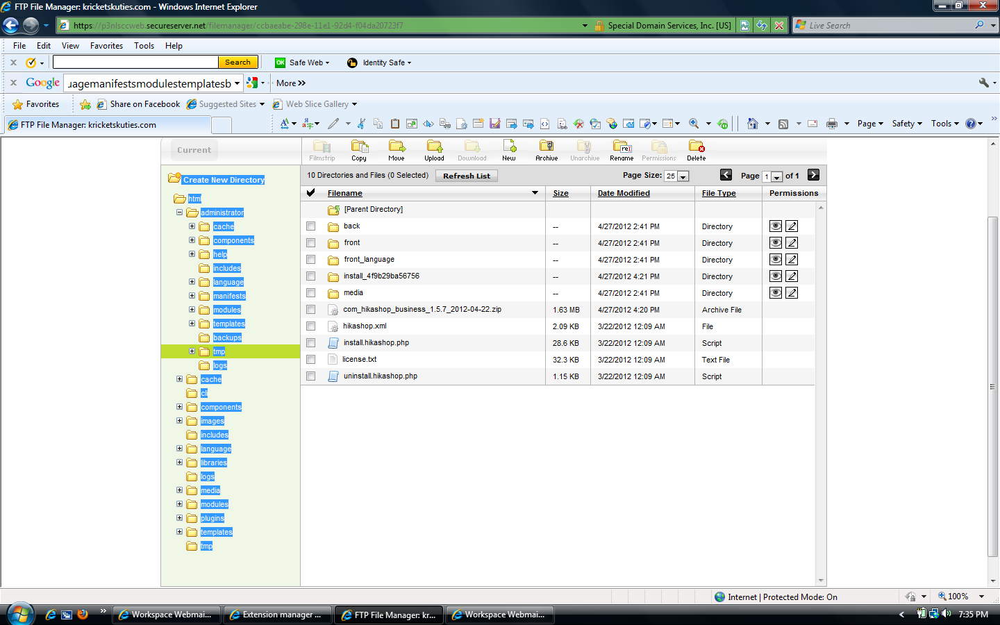 FTP File Manager: kricketskuties.com - Windows Internet Explorer
https://p3nlsccweb.secureserver.net/filemanager/ccbaeabe-298e-11e1-92d4-f04da20723f7
Special Domain Services, Inc. [US]
Live Search
File Edit View Favorites Tools Help
x Search OK Safe Web Identity Safe
x Google uagemanifestsmodulestemplatesb More »
Favorites Share on Facebook Suggested Sites Web Slice Gallery
FTP File Manager: kricketskuties.com
Page Safety Tools »
Current
Filmstrip Copy Move Upload Download New Archive Unarchive Rename Permissions Delete
Create New Directory
html
administrator
cache
components
help
includes
language
manifests
modules
templates
backups
tmp
logs
cache
cli
components
images
includes
language
libraries
logs
media
modules
plugins
templates
tmp
10 Directories and Files (0 Selected) Refresh List Page Size: 25 Page 1 of 1
Filename Size Date Modified File Type Permissions
[Parent Directory]
back -- 4/27/2012 2:41 PM Directory
front -- 4/27/2012 2:41 PM Directory
front_language -- 4/27/2012 2:41 PM Directory
install_4f9b29ba56756 -- 4/27/2012 4:21 PM Directory
media -- 4/27/2012 2:41 PM Directory
com_hikashop_business_1.5.7_2012-04-22.zip 1.63 MB 4/27/2012 4:20 PM Archive File
hikashop.xml 2.09 KB 3/22/2012 12:09 AM File
install.hikashop.php 28.6 KB 3/22/2012 12:09 AM Script
license.txt 32.3 KB 3/22/2012 12:09 AM Text File
uninstall.hikashop.php 1.15 KB 3/22/2012 12:09 AM Script
Internet | Protected Mode: On 100%
» Workspace Webmai... Extension manager ... FTP File Manager: kr... Workspace Webmai... 7:35 PM